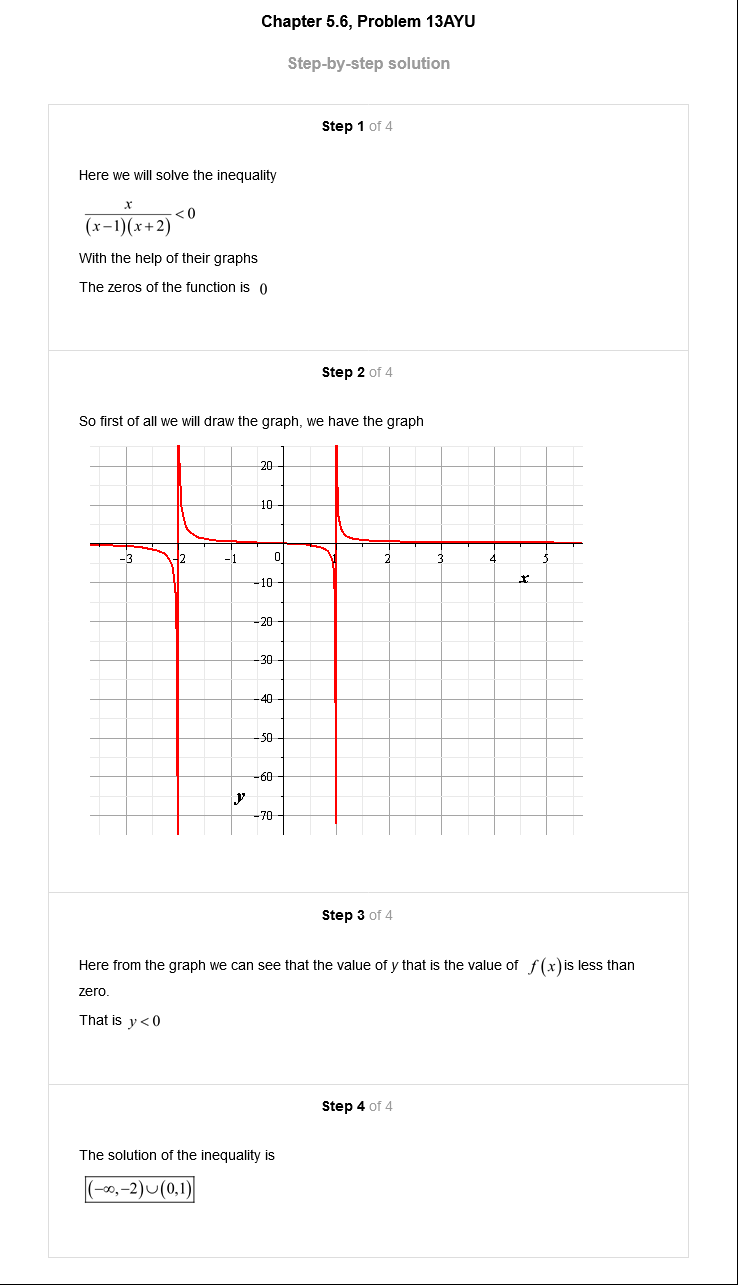 Chapter 5.6, Problem 13AYU
Step-by-step solution
Step 1 of 4
Here we will solve the inequality
x
(x−1)(x+2) <0
With the help of their graphs
The zeros of the function is 0
Step 2 of 4
So first of all we will draw the graph, we have the graph
20
10
-3 -2 -1 0 1 2 3 4 5
x
-10
-20
-30
-40
-50
-60
y
-70
Step 3 of 4
Here from the graph we can see that the value of y that is the value of f(x) is less than
zero.
That is y<0
Step 4 of 4
The solution of the inequality is
(−∞,−2)∪(0,1)